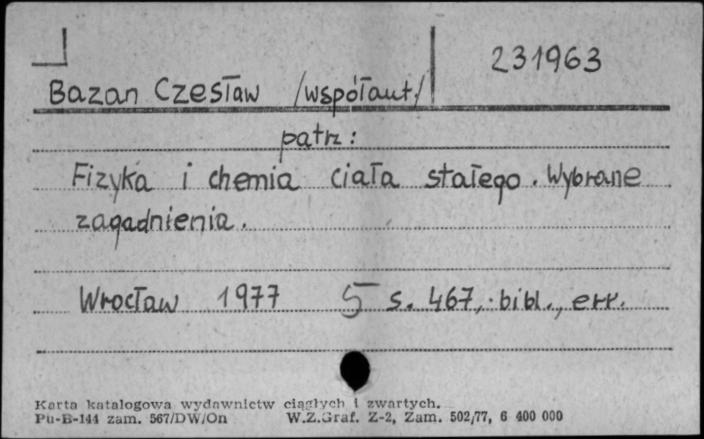 231963
Bazan Czesław /współaut./
patrz:
Fizyka i chemia ciała stałego. Wybrane
zagadnienia.
Wrocław 1977 5 s. 467, bibl., err.
Karta katalogowa wydawnictw ciągłych i zwartych.
Pu-B-144 zam. 567/DW/On W.Z.Graf. Z-2, Zam. 502/77, 6 400 000